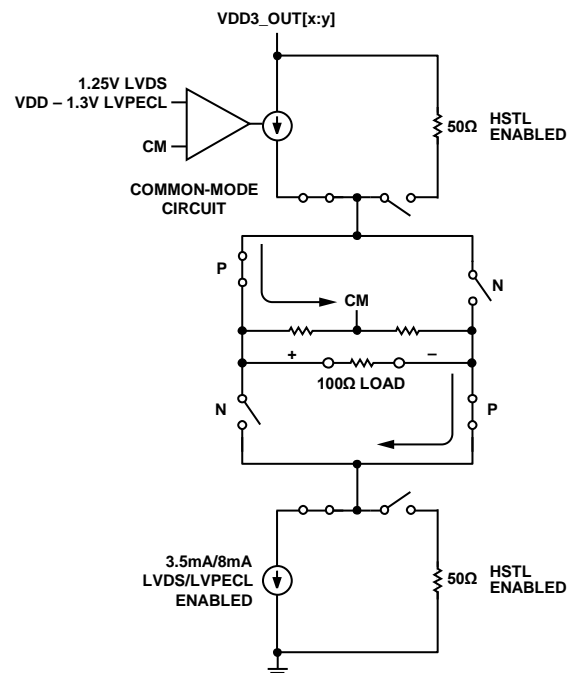 VDD3_OUT[x:y]
1.25V LVDS
VDD – 1.3V LVPECL
CM
COMMON-MODE
CIRCUIT
50Ω
HSTL
ENABLED
P
N
CM
+
–
100Ω LOAD
N
P
3.5mA/8mA
LVDS/LVPECL
ENABLED
50Ω
HSTL
ENABLED